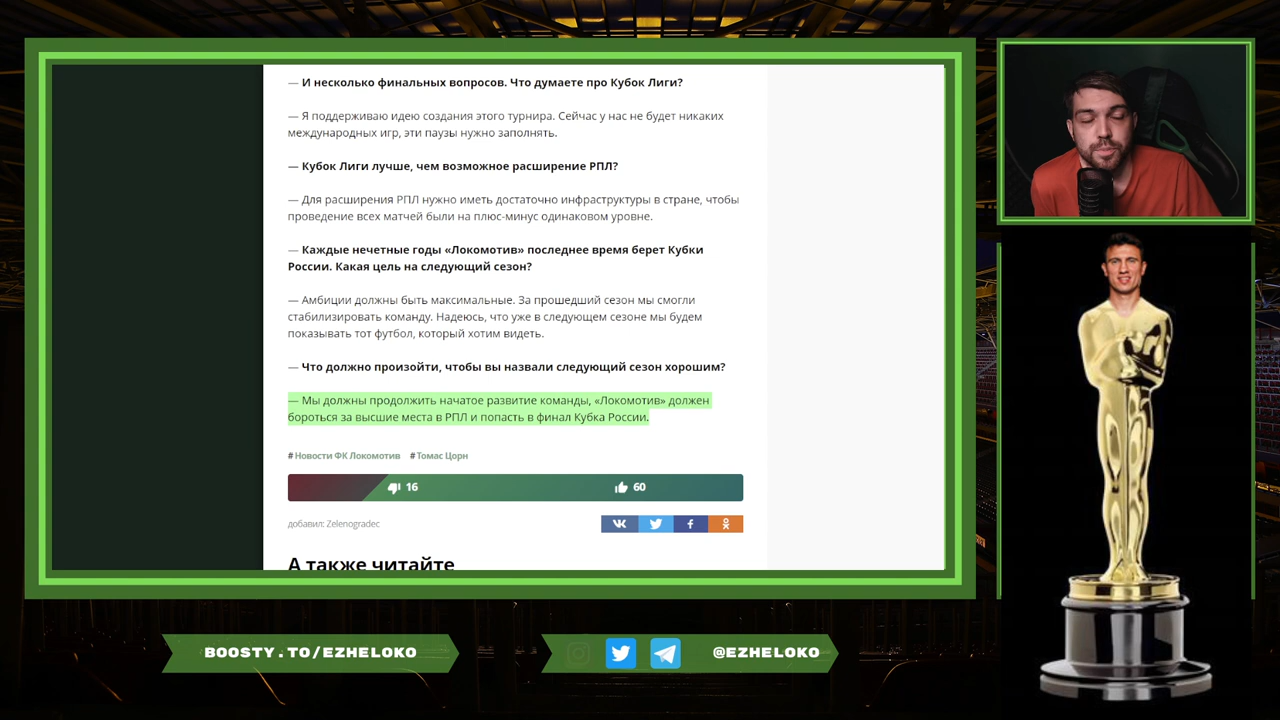 — И несколько финальных вопросов. Что думаете про Кубок Лиги?
— Я поддерживаю идею создания этого турнира. Сейчас у нас не будет никаких
международных игр, эти паузы нужно заполнять.
— Кубок Лиги лучше, чем возможное расширение РПЛ?
— Для расширения РПЛ нужно иметь достаточно инфраструктуры в стране, чтобы
проведение всех матчей были на плюс-минус одинаковом уровне.
— Каждые нечетные годы «Локомотив» последнее время берет Кубки
России. Какая цель на следующий сезон?
— Амбиции должны быть максимальные. За прошедший сезон мы смогли
стабилизировать команду. Надеюсь, что уже в следующем сезоне мы будем
показывать тот футбол, который хотим видеть.
— Что должно произойти, чтобы вы назвали следующий сезон хорошим?
— Мы должны продолжить начатое развитие команды, «Локомотив» должен
бороться за высшие места в РПЛ и попасть в финал Кубка России.
#Новости ФК Локомотив #Томас Цорн
16 60
добавил: Zelenogradec
А также читайте
BOOSTY.TO/EZHELOKO
@EZHELOKO